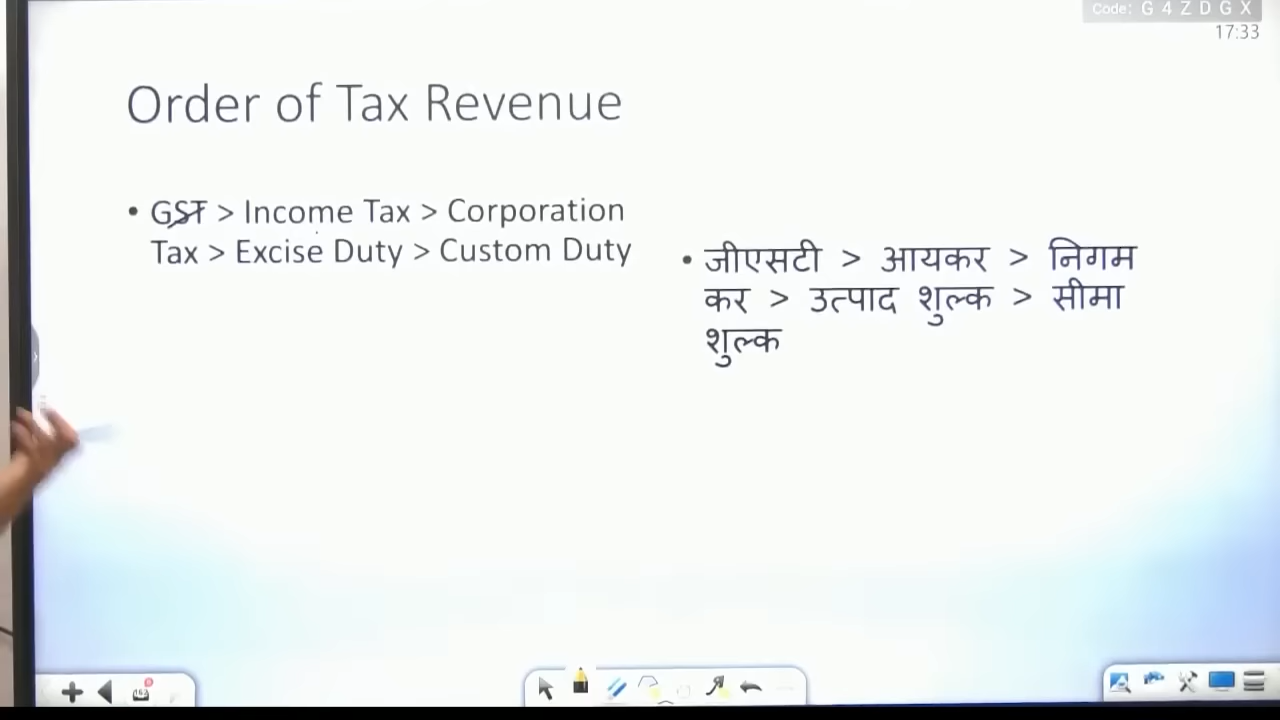 Code: G 4 Z D G X
17:33
Order of Tax Revenue
• GST > Income Tax > Corporation
Tax > Excise Duty > Custom Duty
• जीएसटी > आयकर > निगम
कर > उत्पाद शुल्क > सीमा
शुल्क